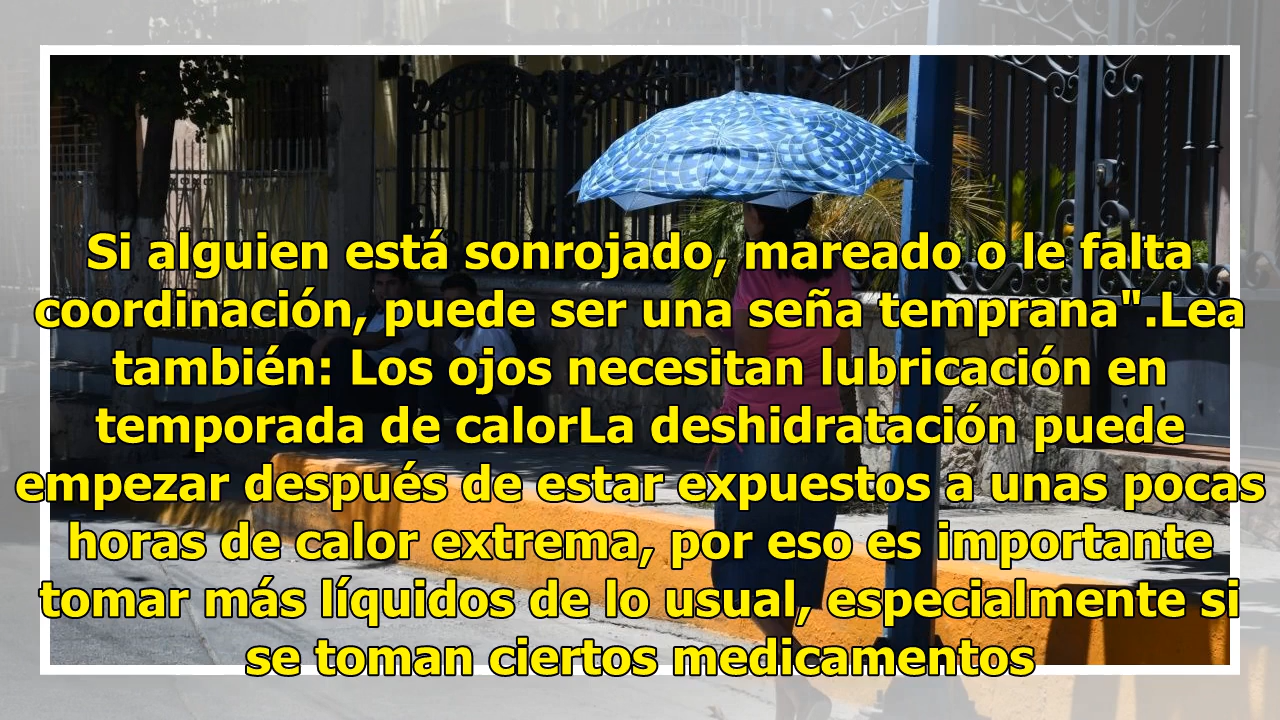 Si alguien está sonrojado, mareado o le falta
coordinación, puede ser una seña temprana".Lea
también: Los ojos necesitan lubricación en
temporada de calorLa deshidratación puede
empezar después de estar expuestos a unas pocas
horas de calor extrema, por eso es importante
tomar más líquidos de lo usual, especialmente si
se toman ciertos medicamentos